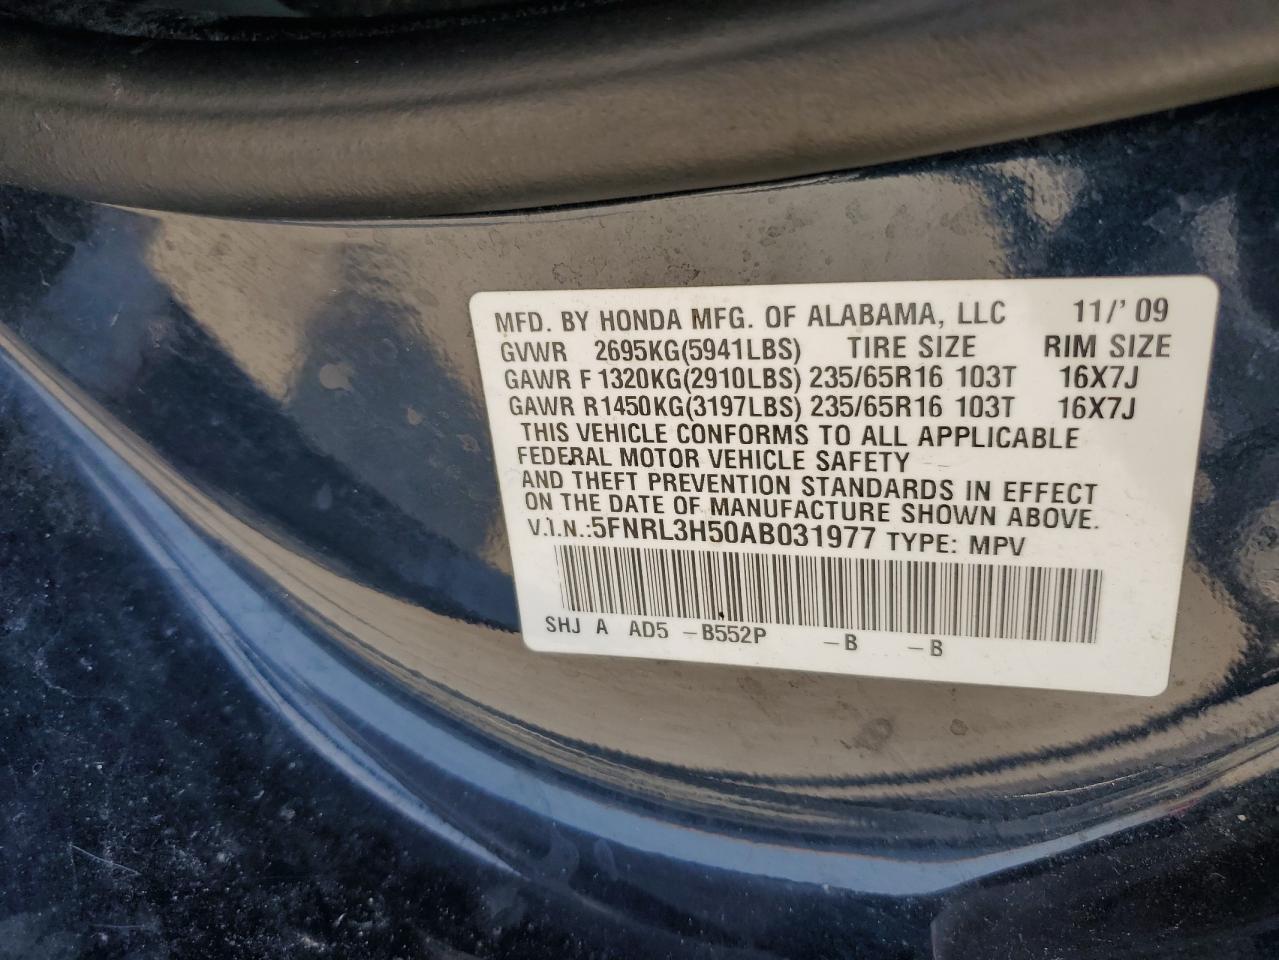 MFD. BY HONDA MFG. OF ALABAMA, LLC 11/'09
GVWR 2695KG(5941LBS) TIRE SIZE RIM SIZE
GAWR F 1320KG(2910LBS) 235/65R16 103T 16X7J
GAWR R1450KG(3197LBS) 235/65R16 103T 16X7J
THIS VEHICLE CONFORMS TO ALL APPLICABLE
FEDERAL MOTOR VEHICLE SAFETY
AND THEFT PREVENTION STANDARDS IN EFFECT
ON THE DATE OF MANUFACTURE SHOWN ABOVE.
V.I.N.:5FNRL3H50AB031977 TYPE: MPV
SHJ A AD5 -B552P -B -B